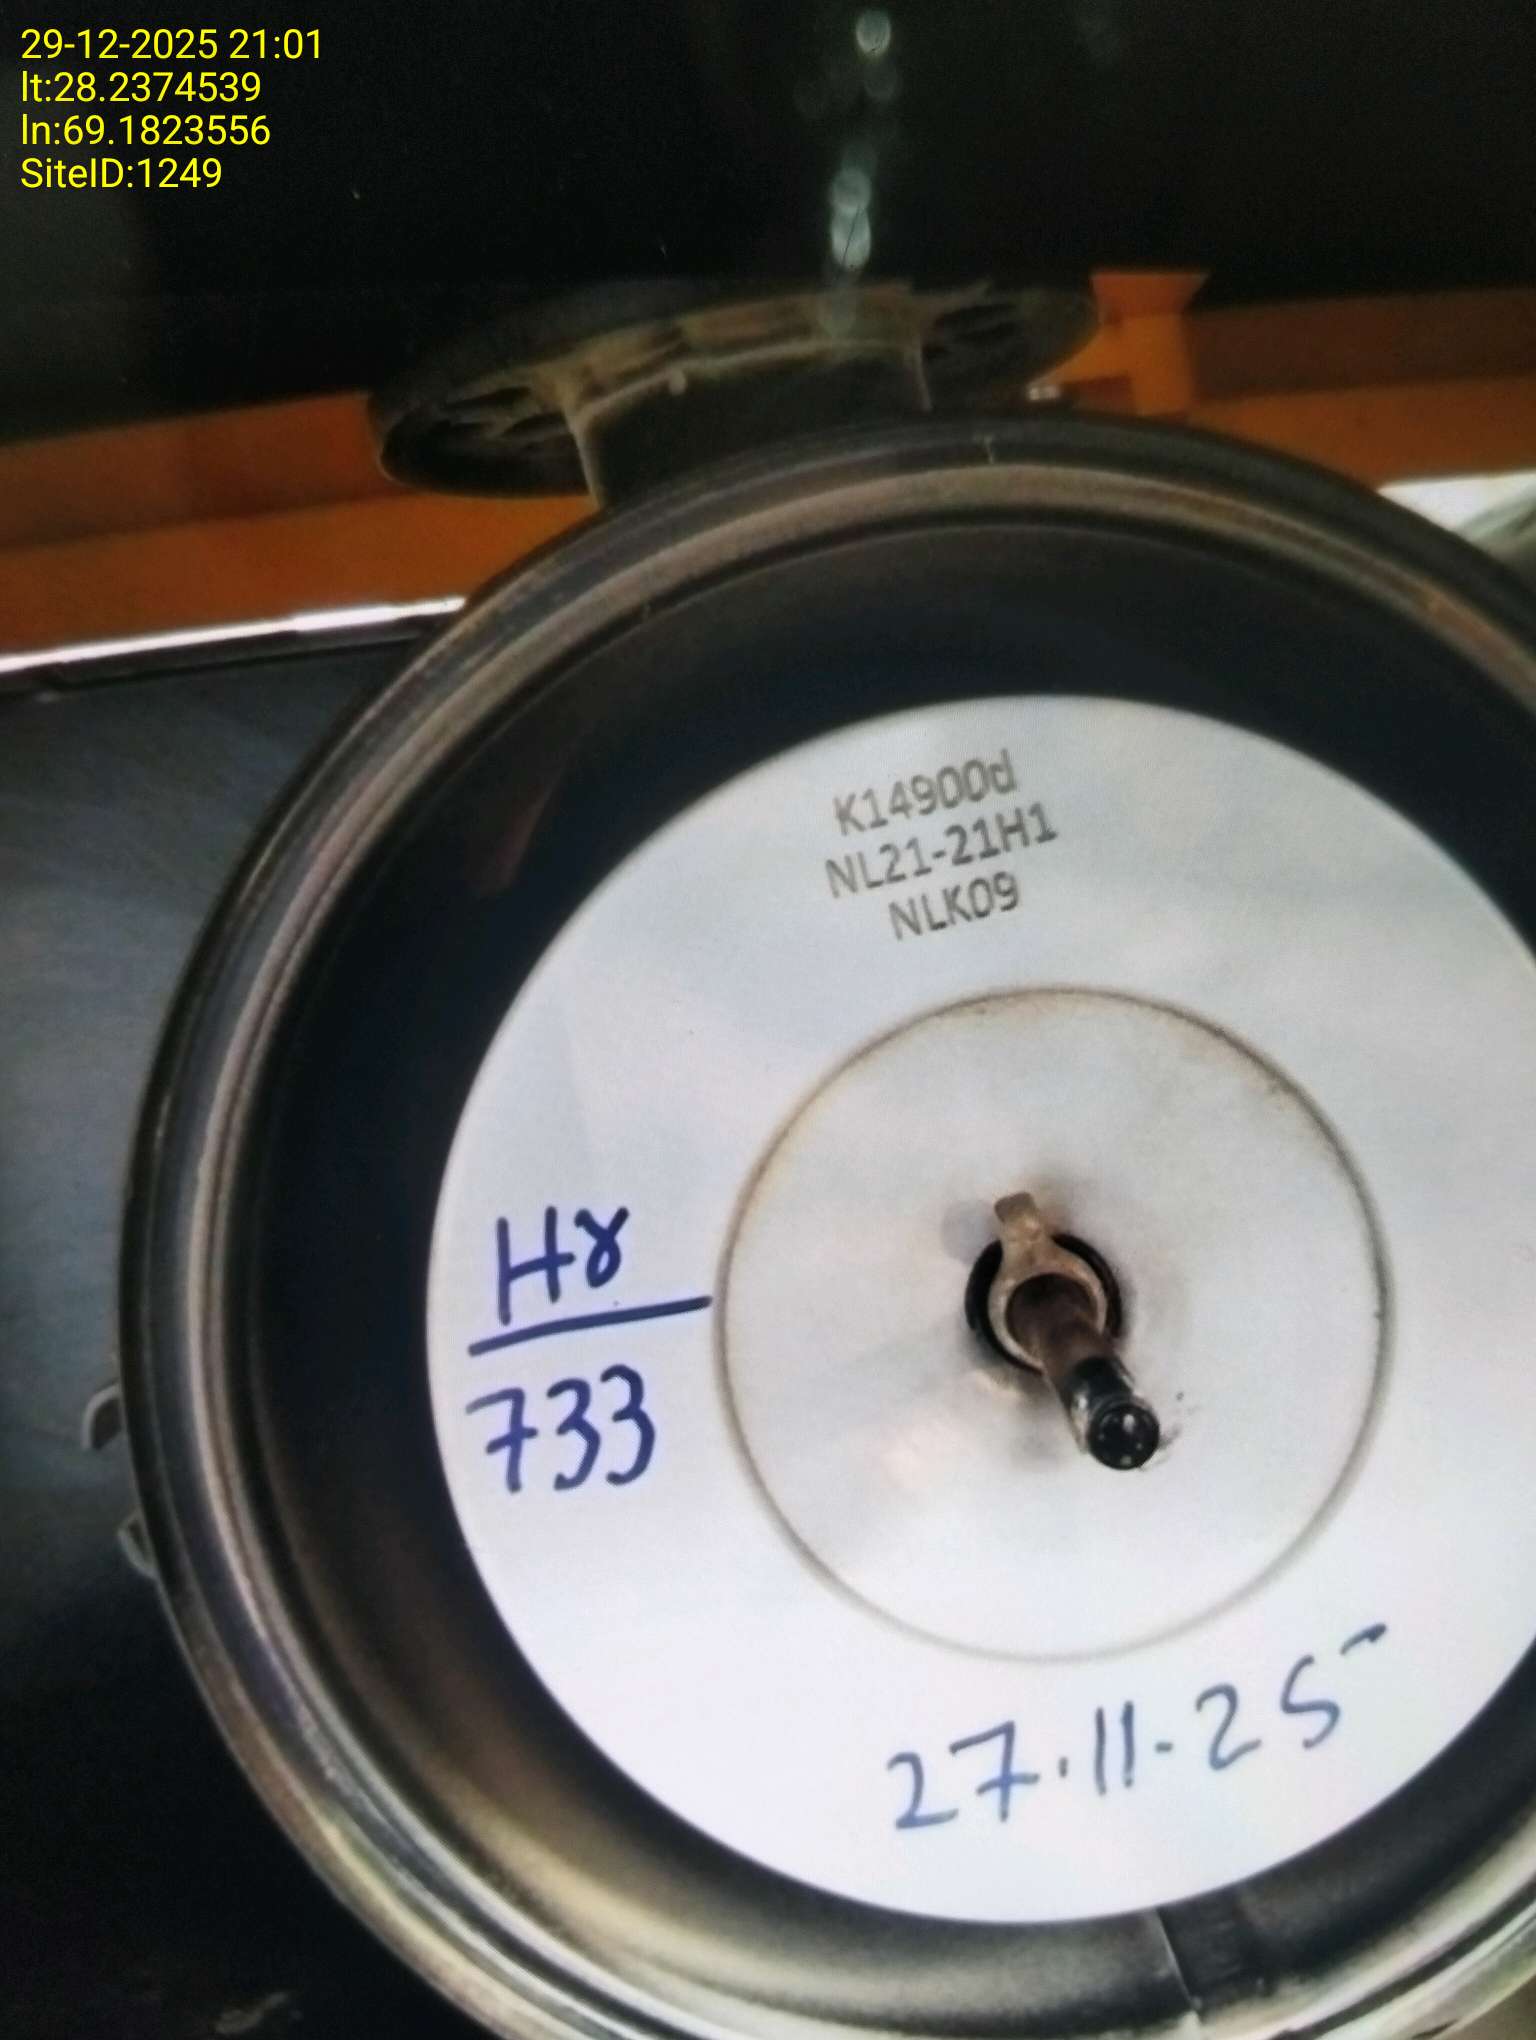 29-12-2025 21:01
lt:28.2374539
ln:69.1823556
SiteID:1249
K14900d
NL21-21H1
NLK09
Hr
733
27.11.25